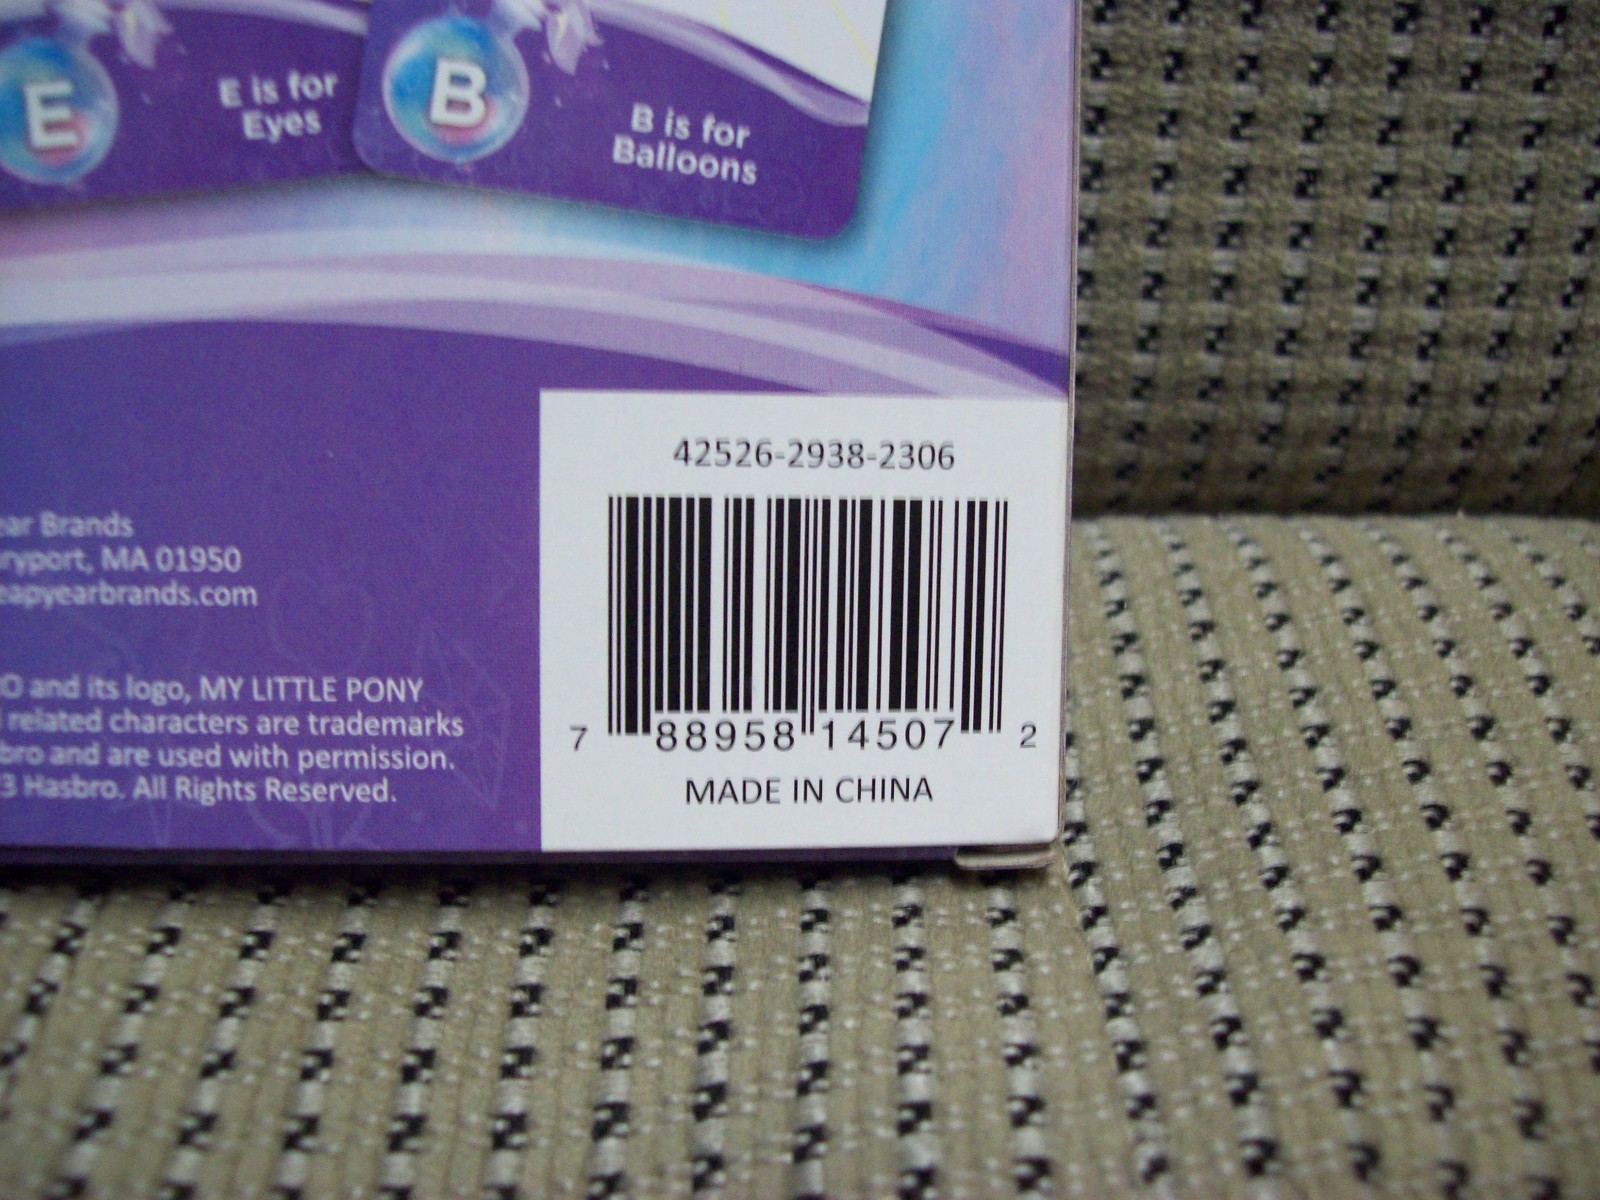 E
E is for
Eyes
B
B is for
Balloons
42526-2938-2306
ear Brands
ryport, MA 01950
eapyearbrands.com
O and its logo, MY LITTLE PONY
related characters are trademarks
bro and are used with permission.
3 Hasbro. All Rights Reserved.
7 88958 14507 2
MADE IN CHINA